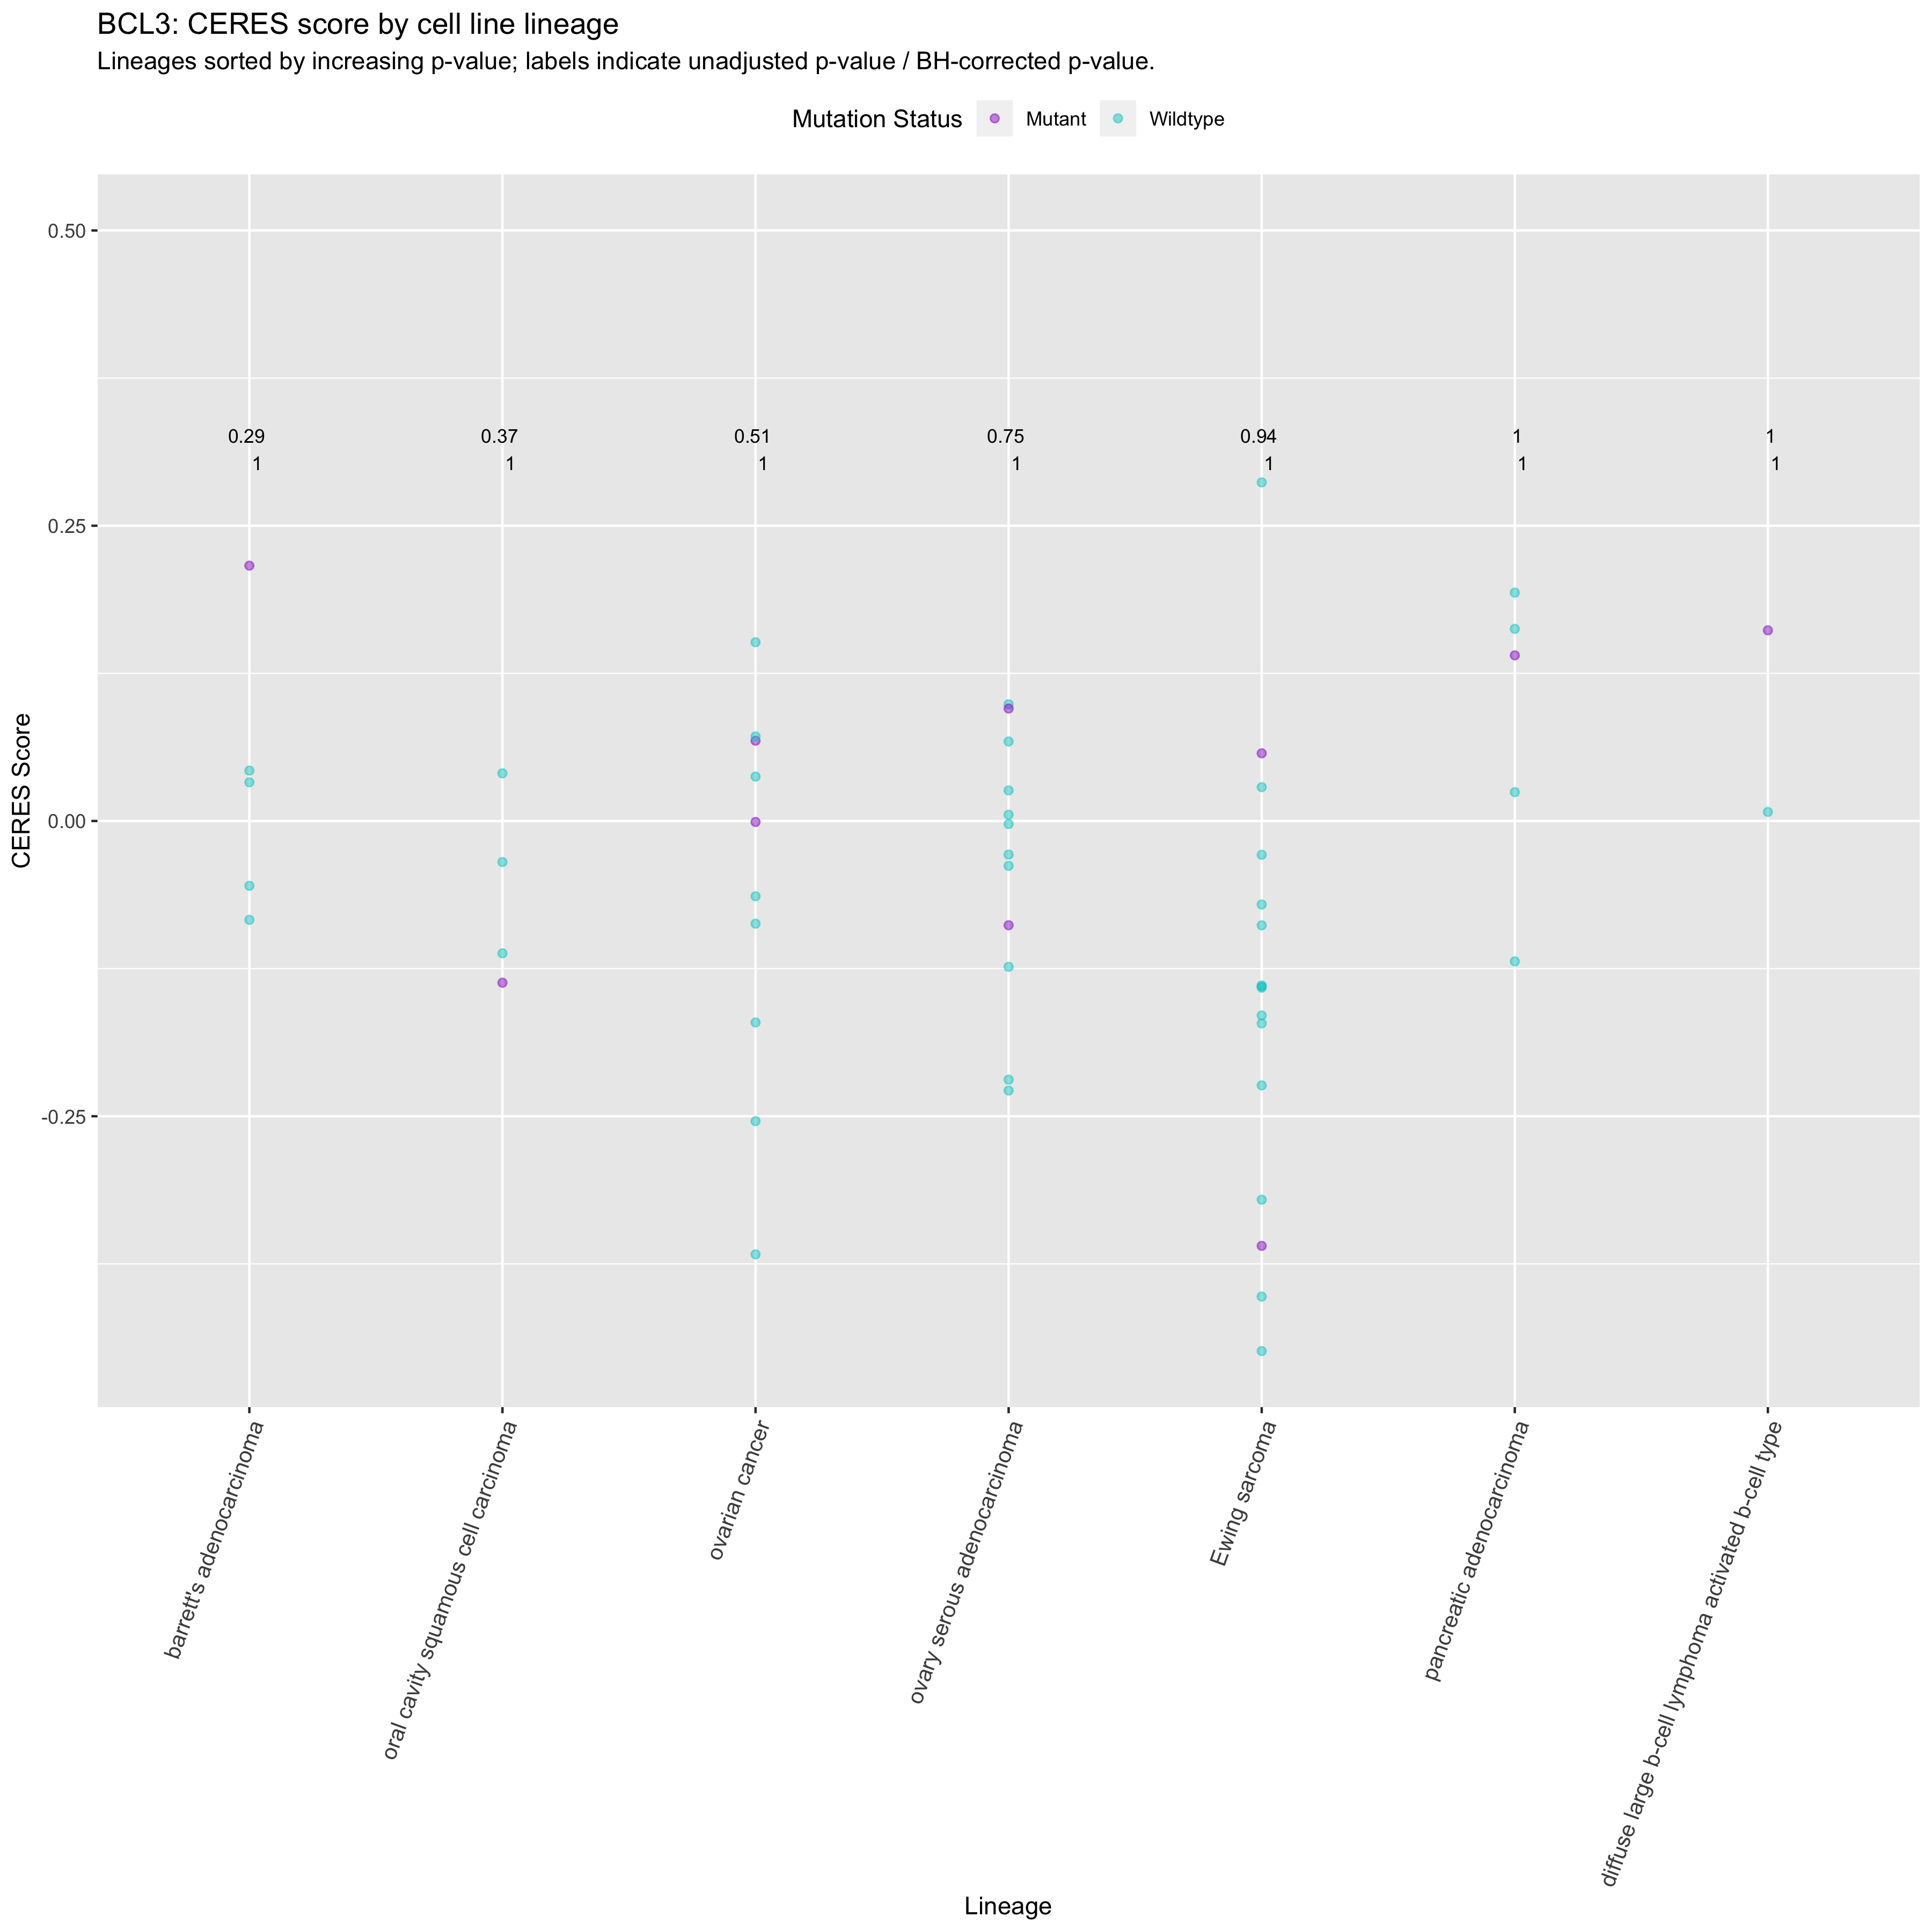 BCL3: CERES score by cell line lineage
Lineages sorted by increasing p-value; labels indicate unadjusted p-value / BH-corrected p-value.
Mutation Status Mutant Wildtype
0.50
0.29 0.37 0.51 0.75 0.94 1 1
1 1 1 1 1 1 1
0.25
0.00
-0.25
CERES Score
barrett's adenocarcinoma
oral cavity squamous cell carcinoma
ovarian cancer
ovary serous adenocarcinoma
Ewing sarcoma
pancreatic adenocarcinoma
diffuse large b-cell lymphoma activated b-cell type
Lineage